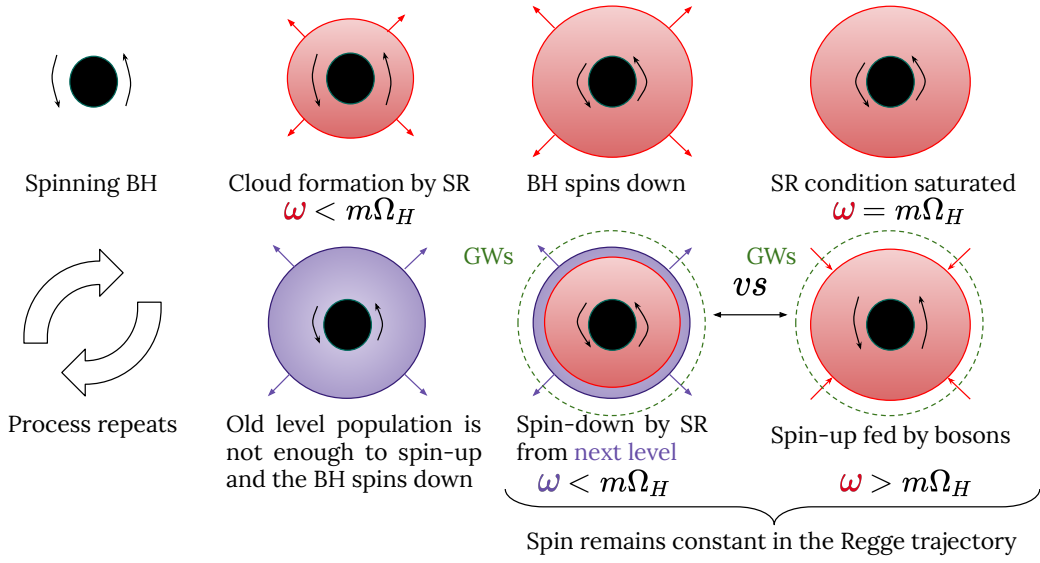 Spinning BH
Cloud formation by SR
ω < mΩ_H
BH spins down
SR condition saturated
ω = mΩ_H
GWs
vs
GWs
Process repeats
Old level population is
not enough to spin-up
and the BH spins down
Spin-down by SR
from next level
ω < mΩ_H
Spin-up fed by bosons
ω > mΩ_H
Spin remains constant in the Regge trajectory